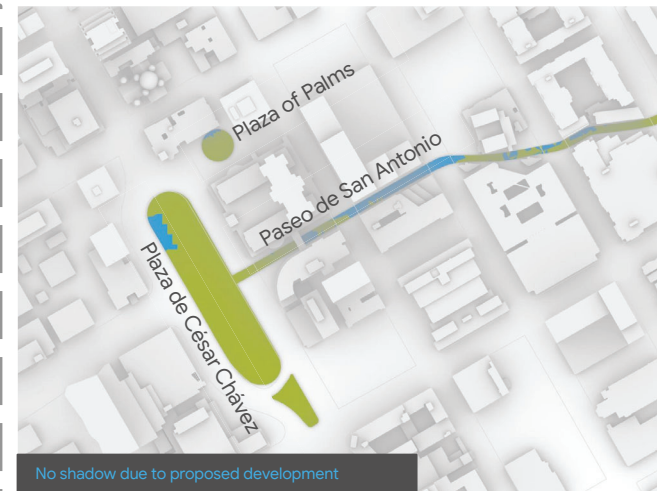 Plaza of Palms
Paseo de San Antonio
Plaza de César Chávez
No shadow due to proposed development